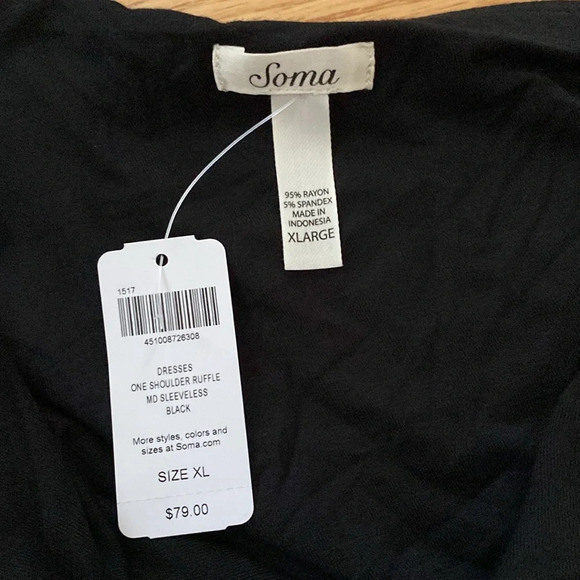 Soma
95% RAYON
5% SPANDEX
MADE IN
INDONESIA
XLARGE
1517
451008726308
DRESSES
ONE SHOULDER RUFFLE
MD SLEEVELESS
BLACK
More styles, colors and
sizes at Soma.com
SIZE XL
$79.00